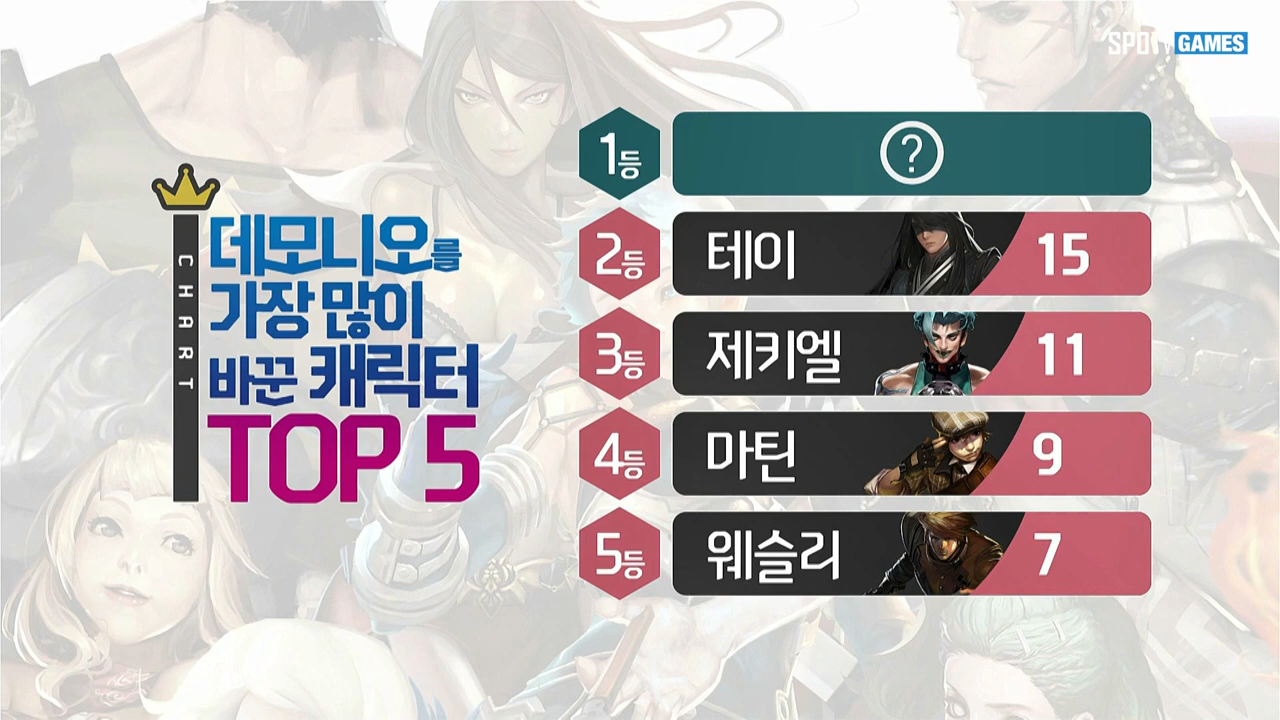 SPOTV GAMES
CHART
데모니오를
가장 많이
바꾼 캐릭터
TOP 5
1등 ?
2등 테이 15
3등 제키엘 11
4등 마틴 9
5등 웨슬리 7